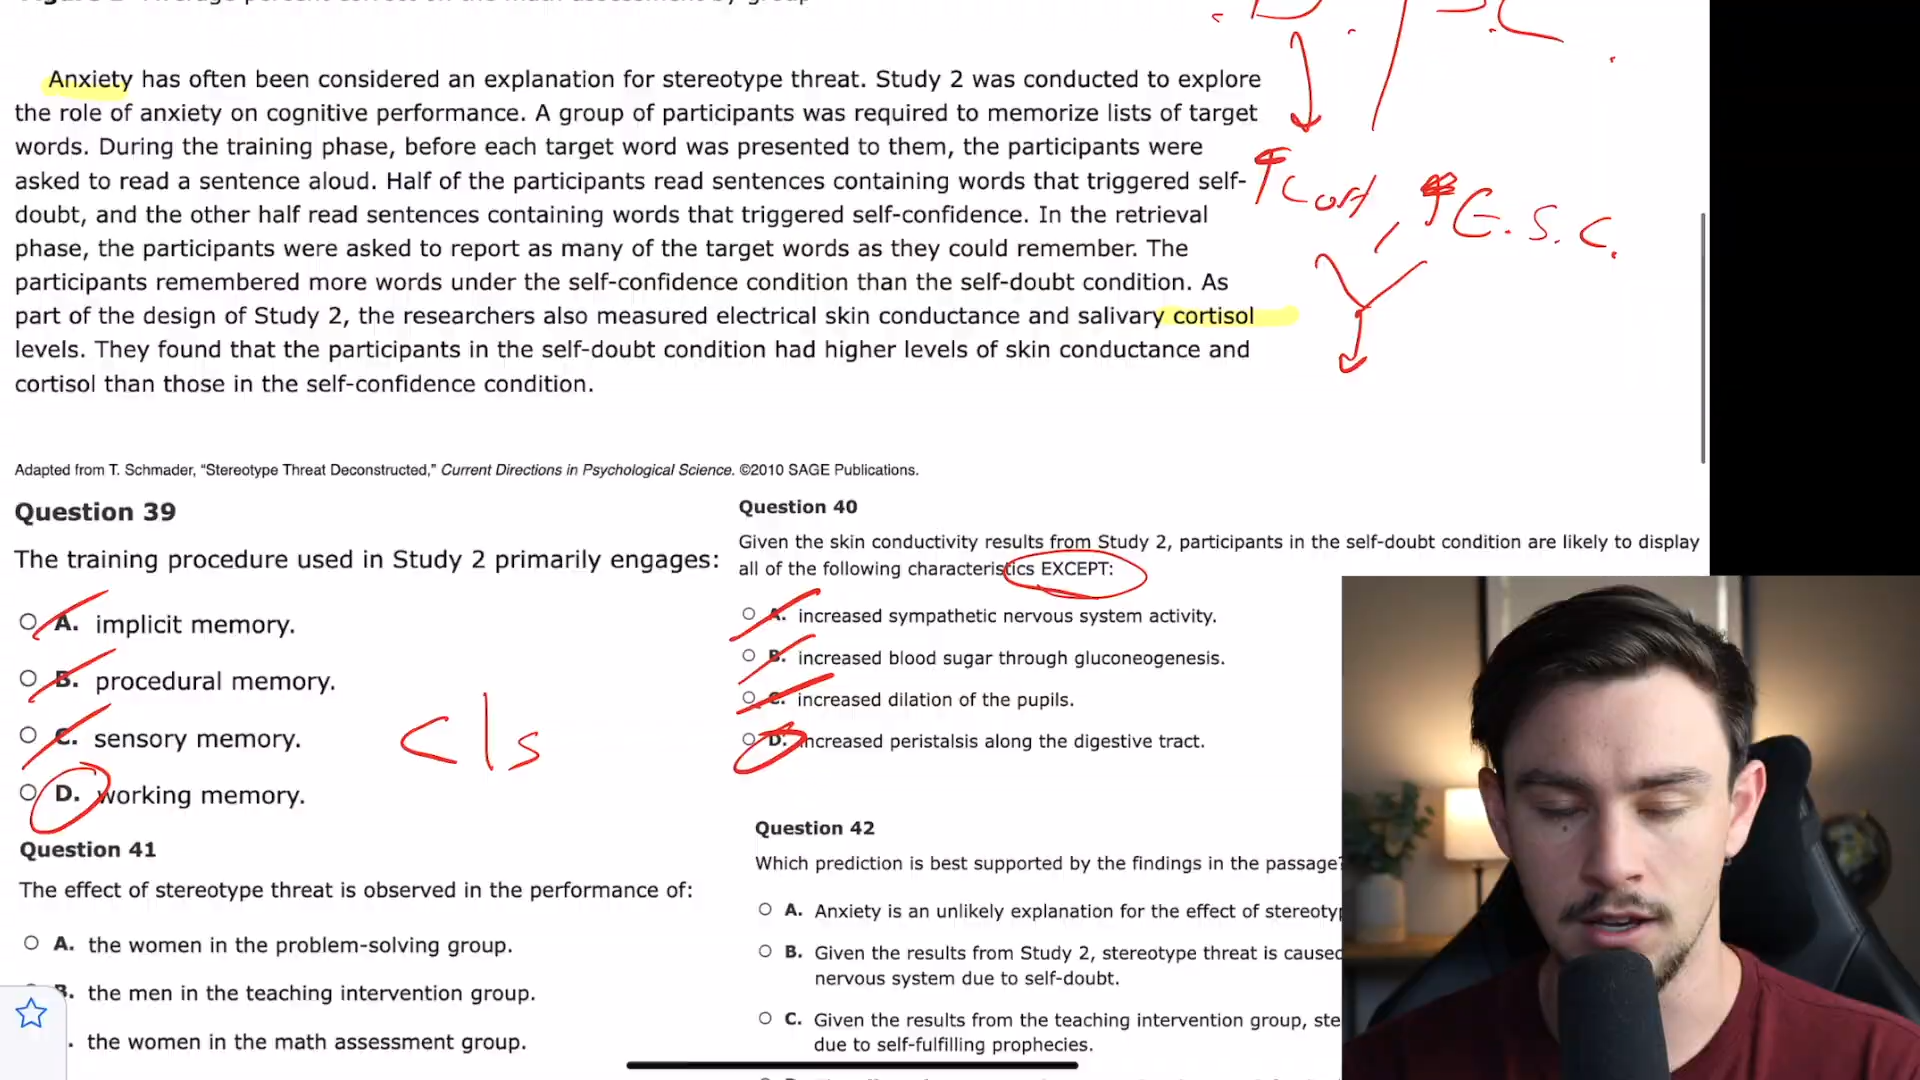 Anxiety has often been considered an explanation for stereotype threat. Study 2 was conducted to explore
the role of anxiety on cognitive performance. A group of participants was required to memorize lists of target
words. During the training phase, before each target word was presented to them, the participants were
asked to read a sentence aloud. Half of the participants read sentences containing words that triggered self-
doubt, and the other half read sentences containing words that triggered self-confidence. In the retrieval
phase, the participants were asked to report as many of the target words as they could remember. The
participants remembered more words under the self-confidence condition than the self-doubt condition. As
part of the design of Study 2, the researchers also measured electrical skin conductance and salivary cortisol
levels. They found that the participants in the self-doubt condition had higher levels of skin conductance and
cortisol than those in the self-confidence condition.
Cort, E.S.C.
Adapted from T. Schmader, “Stereotype Threat Deconstructed,” Current Directions in Psychological Science. ©2010 SAGE Publications.
Question 39
The training procedure used in Study 2 primarily engages:
A. implicit memory.
B. procedural memory.
C. sensory memory.
D. working memory.
Question 40
Given the skin conductivity results from Study 2, participants in the self-doubt condition are likely to display
all of the following characteristics EXCEPT:
A. increased sympathetic nervous system activity.
B. increased blood sugar through gluconeogenesis.
C. increased dilation of the pupils.
D. increased peristalsis along the digestive tract.
Question 41
The effect of stereotype threat is observed in the performance of:
A. the women in the problem-solving group.
B. the men in the teaching intervention group.
the women in the math assessment group.
Question 42
Which prediction is best supported by the findings in the passage?
A. Anxiety is an unlikely explanation for the effect of
B. Given the results from Study 2, stereotype threat is caused
nervous system due to self-doubt.
C. Given the results from the teaching intervention group,
due to self-fulfilling prophecies.